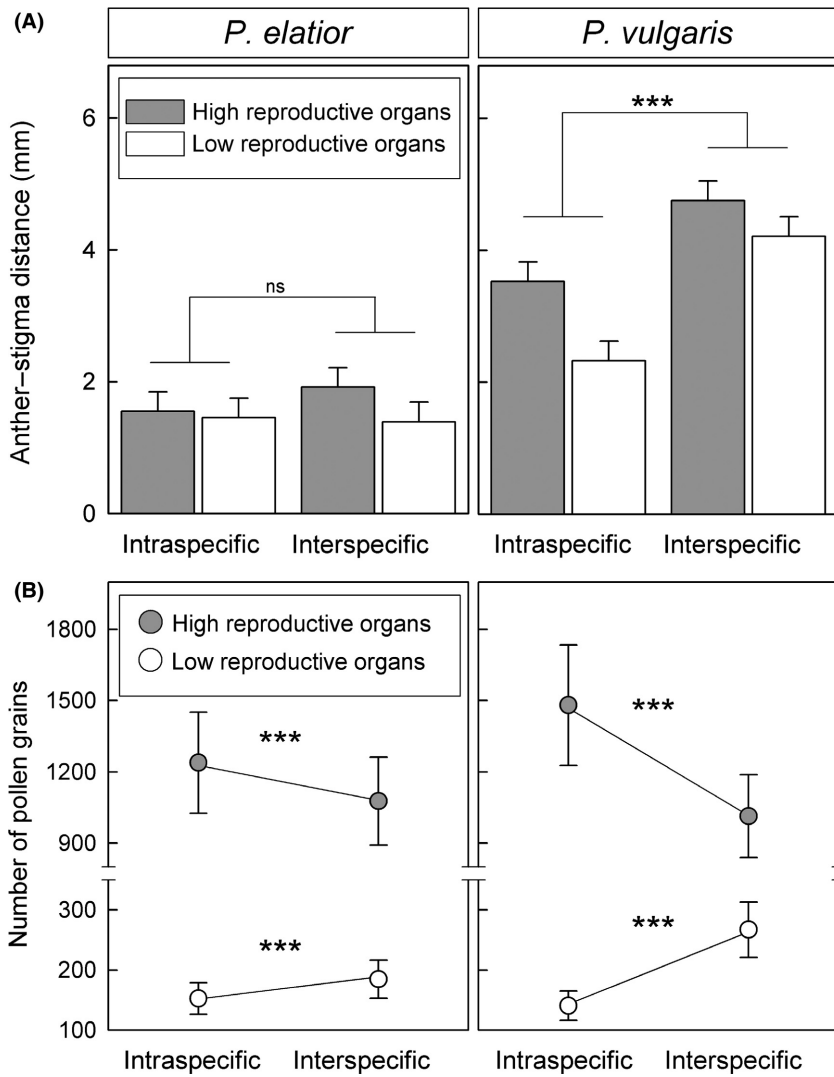 (A)
P. elatior
P. vulgaris
High reproductive organs
Low reproductive organs
Anther–stigma distance (mm)
6
4
2
0
ns
***
Intraspecific Interspecific
Intraspecific Interspecific
(B)
High reproductive organs
Low reproductive organs
Number of pollen grains
1800
1500
1200
900
300
200
100
***
***
***
***
Intraspecific Interspecific
Intraspecific Interspecific